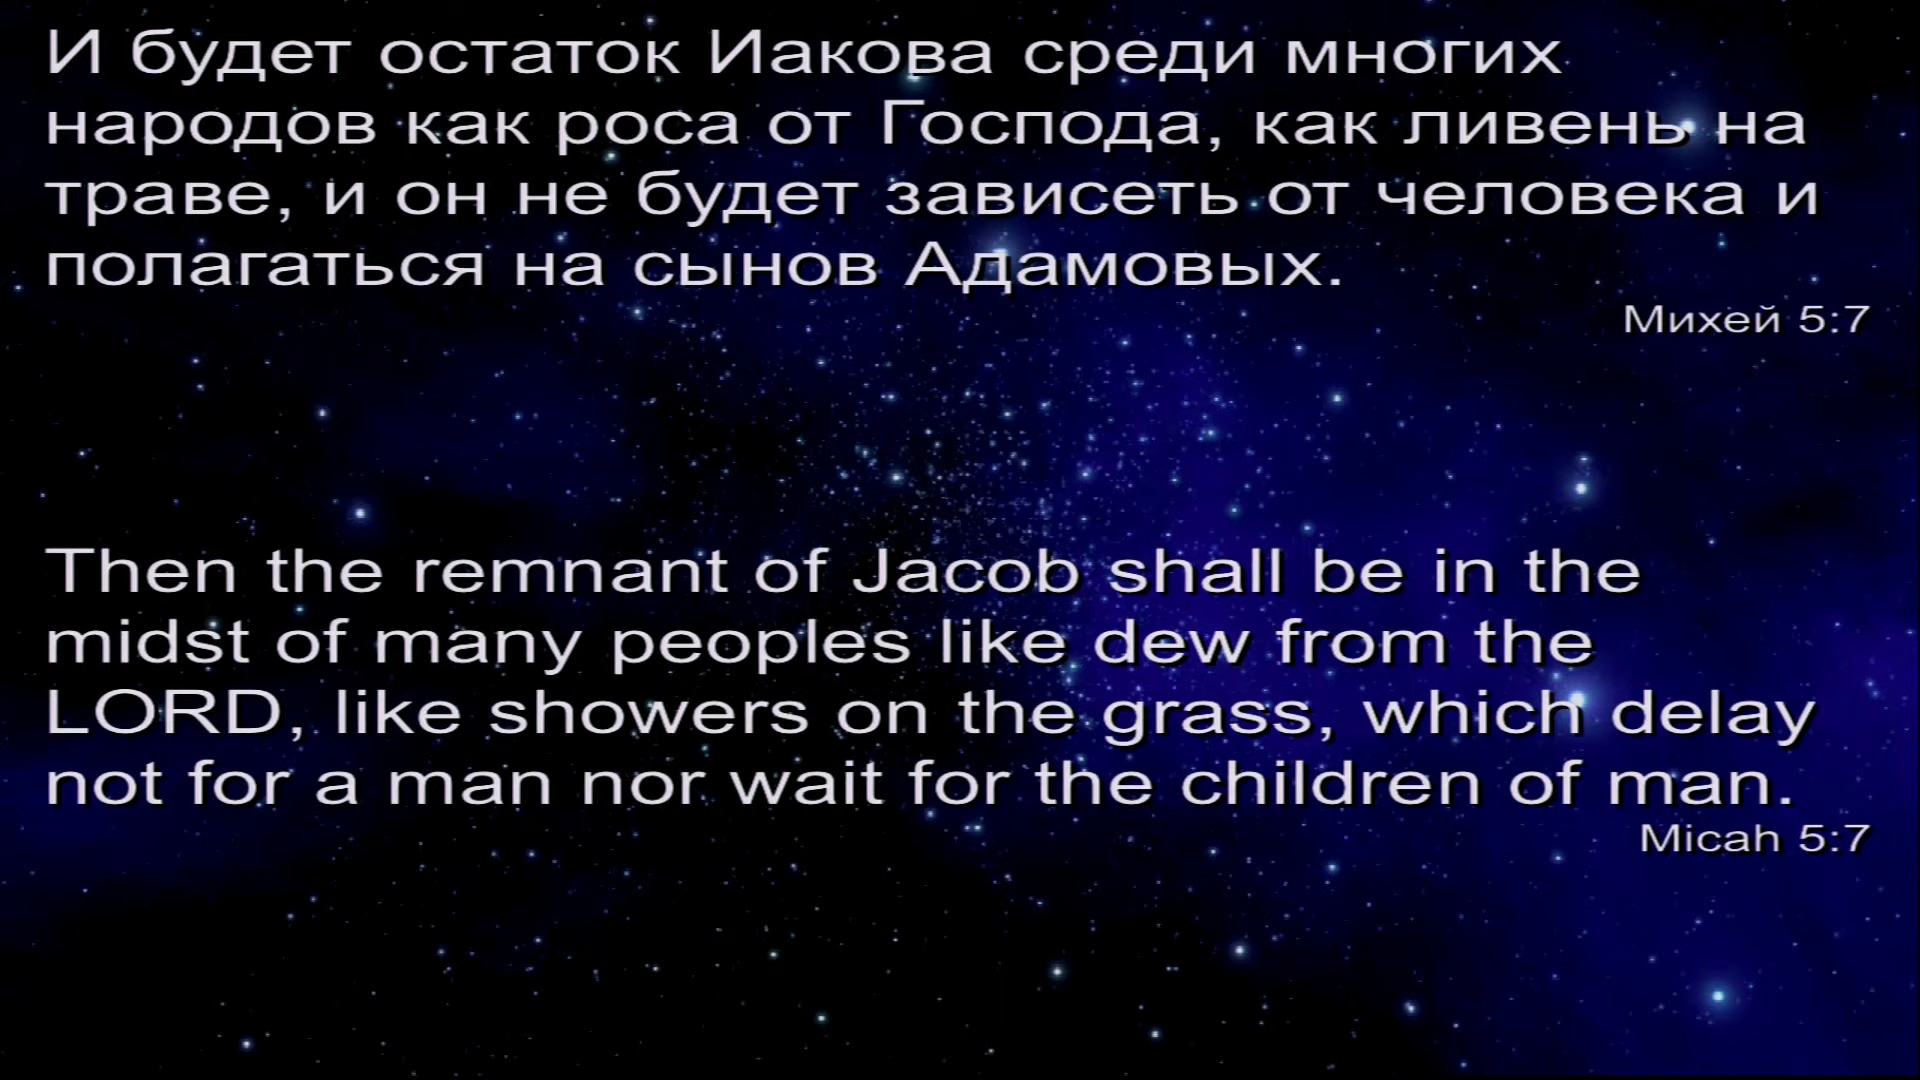 И будет остаток Иакова среди многих
народов как роса от Господа, как ливень на
траве, и он не будет зависеть от человека и
полагаться на сынов Адамовых.
Михей 5:7
Then the remnant of Jacob shall be in the
midst of many peoples like dew from the
LORD, like showers on the grass, which delay
not for a man nor wait for the children of man.
Micah 5:7